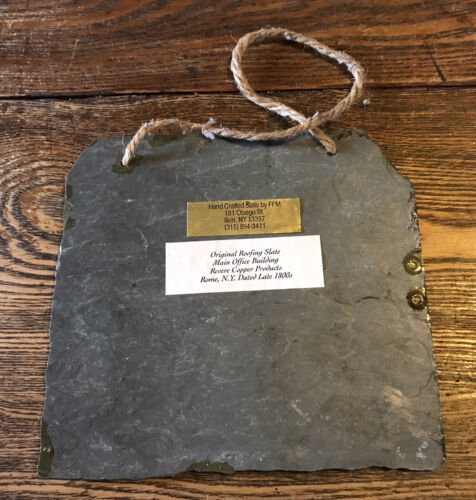 Hand Crafted Slate by FPM
181 Otsego St.
Ilion, NY 13357
(315) 894-3411
Original Roofing Slate
Main Office Building
Revere Copper Products
Rome, N.Y. Dated Late 1800s